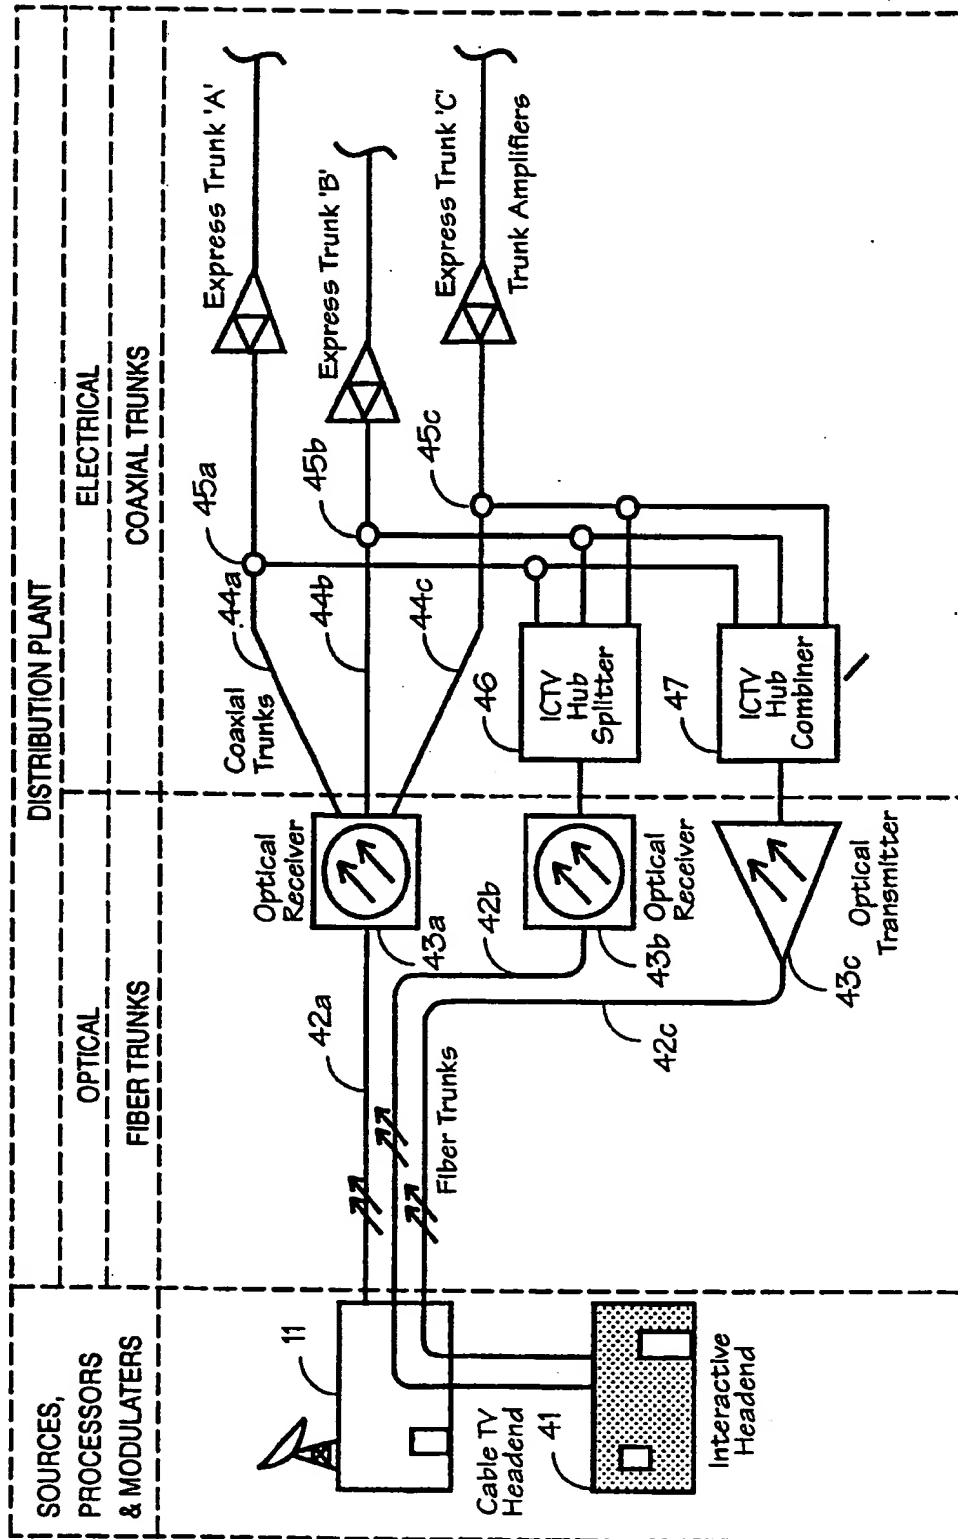 SOURCES,
PROCESSORS
& MODULATERS
DISTRIBUTION PLANT
OPTICAL
ELECTRICAL
FIBER TRUNKS
COAXIAL TRUNKS
11
Cable TV
Headend
41
Interactive
Headend
42a
Fiber Trunks
42b
42c
Optical
Receiver
43a
43b
Optical
Receiver
43c
Optical
Transmitter
Coaxial
Trunks
44a
44b
44c
45a
45b
45c
46
ICTV
Hub
Splitter
47
ICTV
Hub
Combiner
Express Trunk 'A'
Express Trunk 'B'
Express Trunk 'C'
Trunk Amplifiers